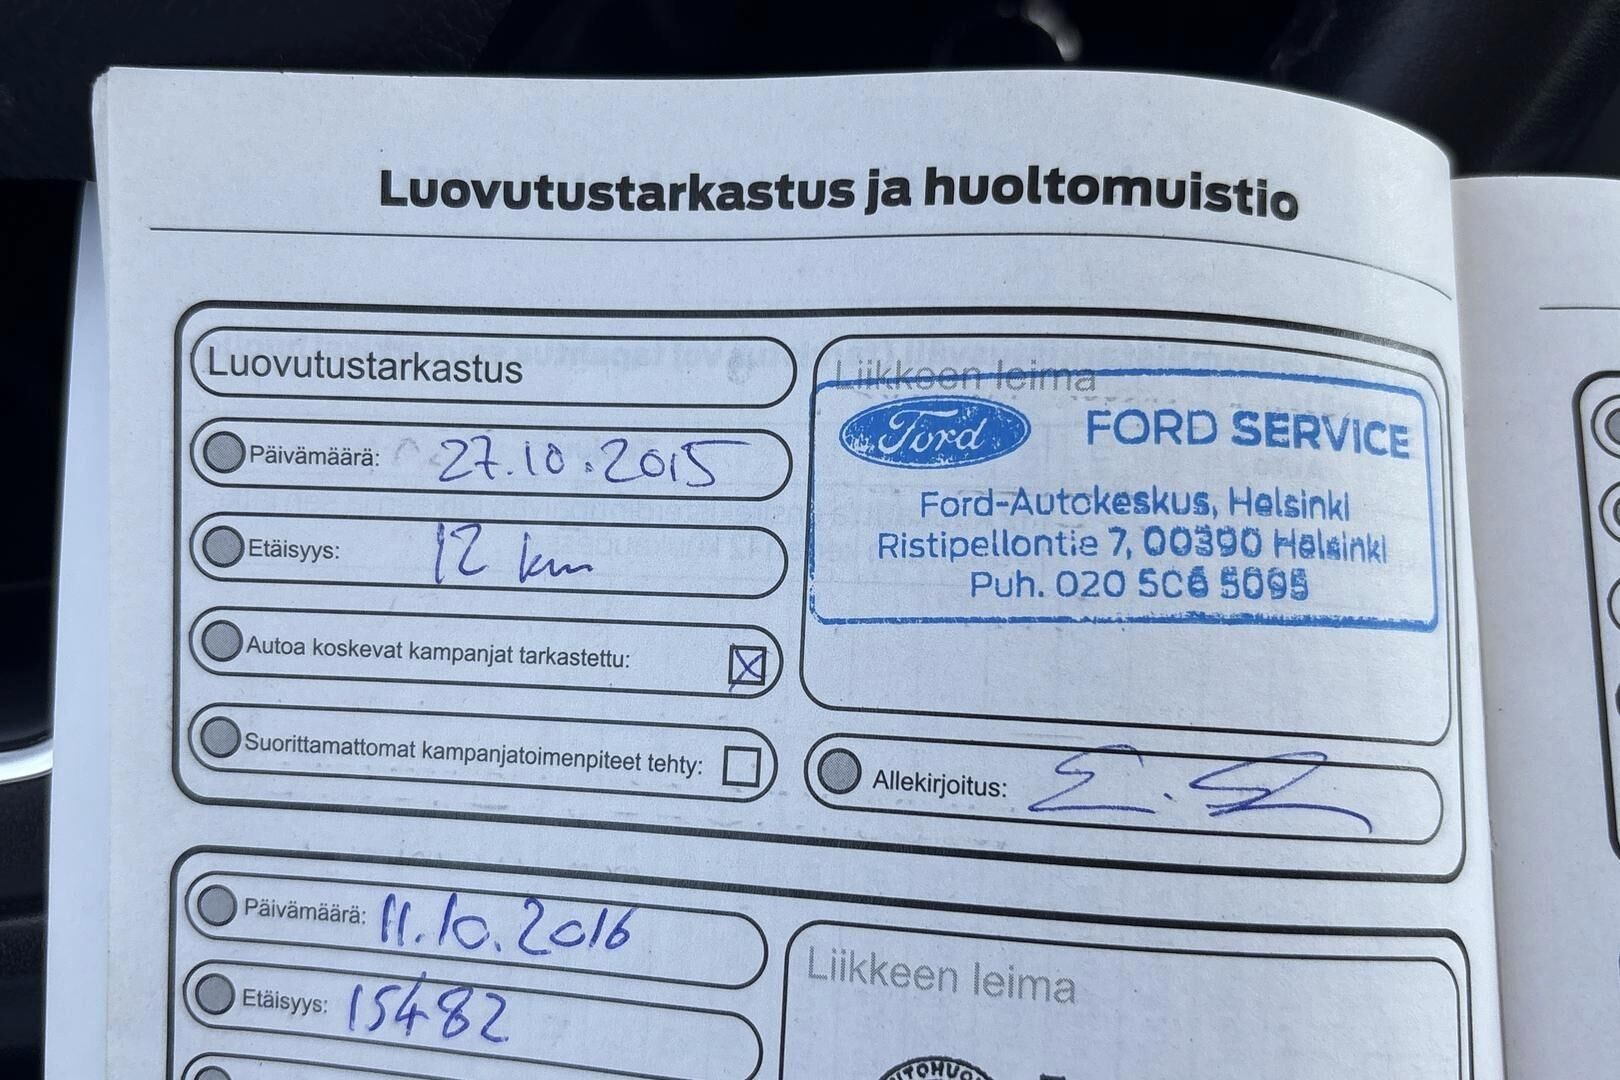 Luovutustarkastus ja huoltomuistio
Luovutustarkastus
Päivämäärä: 27.10.2015
Etäisyys: 12 km
Autoa koskevat kampanjat tarkastettu:
Suorittamattomat kampanjatoimenpiteet tehty:
Liikkeen leima
Ford FORD SERVICE
Ford-Autokeskus, Helsinki
Ristipellontie 7, 00390 Helsinki
Puh. 020 506 5095
Allekirjoitus:
Päivämäärä: 11.10.2016
Etäisyys: 15482
Liikkeen leima